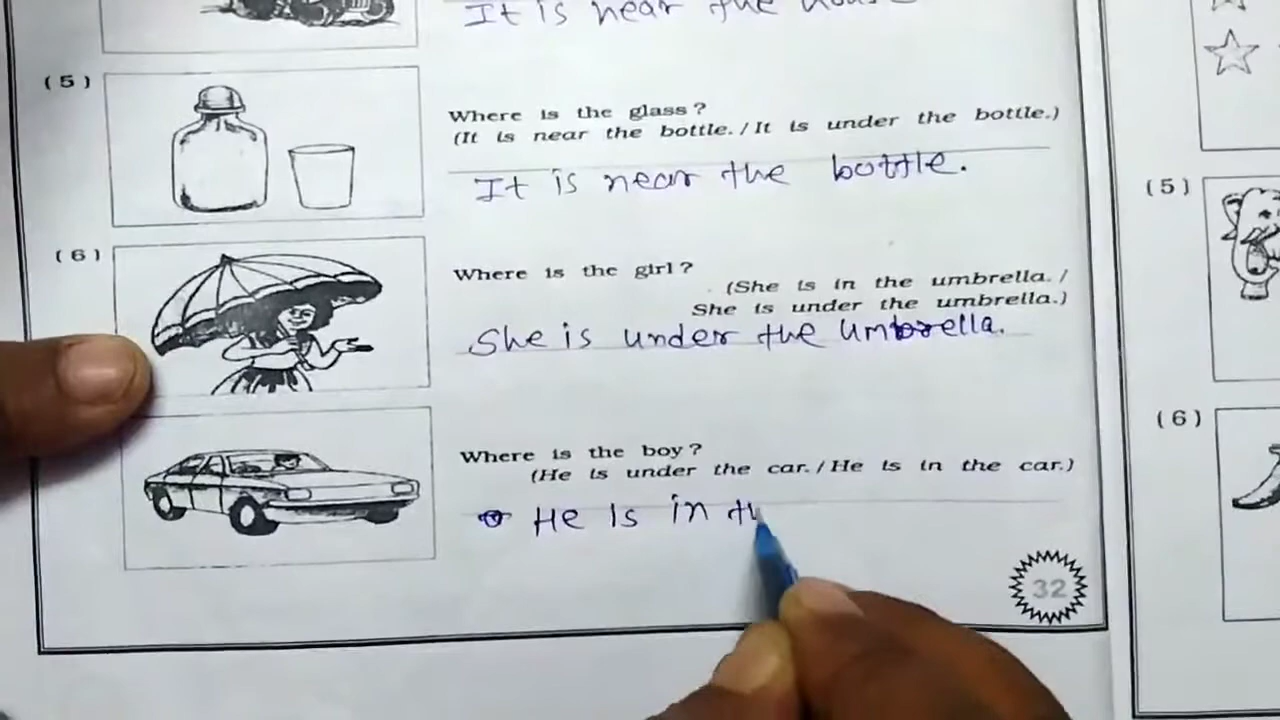 It is near the house
(5)
Where is the glass?
(It is near the bottle. / It is under the bottle.)
It is near the bottle.
(6)
Where is the girl?
(She is in the umbrella. /
She is under the umbrella.)
She is under the umbrella.
Where is the boy?
(He is under the car. / He is in the car.)
He Is in th
32
(5)
(6)